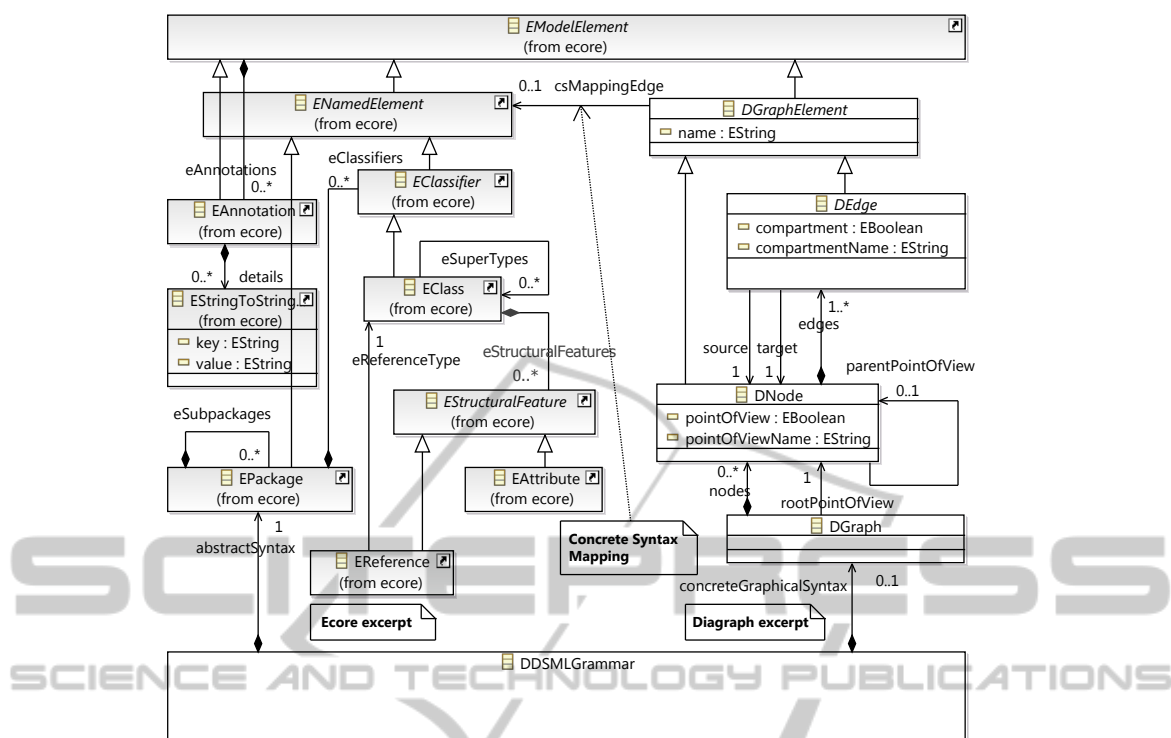 EModelElement
(from ecore)
0..1 csMappingEdge
ENamedElement
(from ecore)
DGraphElement
name : EString
eAnnotations
0..*
eClassifiers
0..*
EClassifier
(from ecore)
DEdge
compartment : EBoolean
compartmentName : EString
EAnnotation
(from ecore)
eSuperTypes
0..*
0..* details
EClass
(from ecore)
EStringToString...
(from ecore)
key : EString
value : EString
1
eReferenceType
eStructuralFeatures
0..*
1..*
edges
source target
1 1
parentPointOfView
0..1
DNode
pointOfView : EBoolean
pointOfViewName : EString
EStructuralFeature
(from ecore)
eSubpackages
0..*
EPackage
(from ecore)
EAttribute
(from ecore)
0..*
nodes
1
rootPointOfView
DGraph
1
abstractSyntax
Concrete Syntax
Mapping
EReference
(from ecore)
concreteGraphicalSyntax
0..1
Ecore excerpt
Diagraph excerpt
DDSMLGrammar
SCITEPRESS
SCIENCE AND TECHNOLOGY PUBLICATIONS